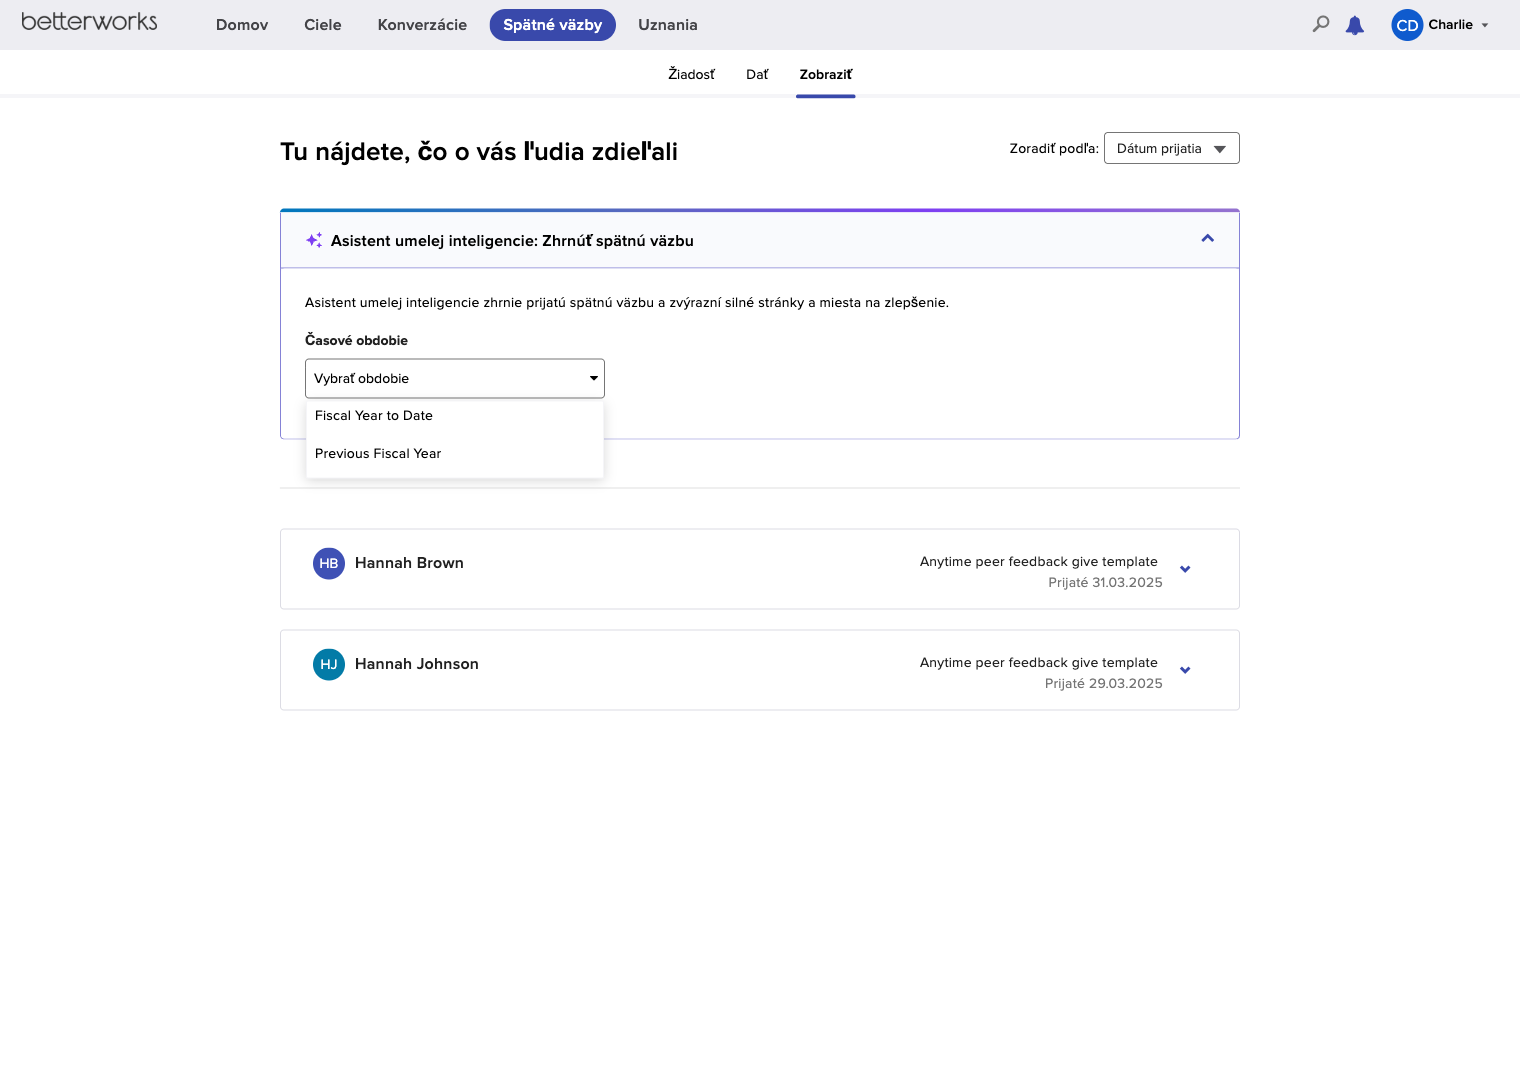 betterworks
Domov Ciele Konverzácie Spätné väzby Uznania
CD Charlie
Žiadosť Dať Zobraziť
Tu nájdete, čo o vás ľudia zdieľali
Zoradiť podľa: Dátum prijatia
Asistent umelej inteligencie: Zhrnúť spätnú väzbu
Asistent umelej inteligencie zhrnie prijatú spätnú väzbu a zvýrazní silné stránky a miesta na zlepšenie.
Časové obdobie
Vybrať obdobie
Fiscal Year to Date
Previous Fiscal Year
HB Hannah Brown
Anytime peer feedback give template
Prijaté 31.03.2025
HJ Hannah Johnson
Anytime peer feedback give template
Prijaté 29.03.2025